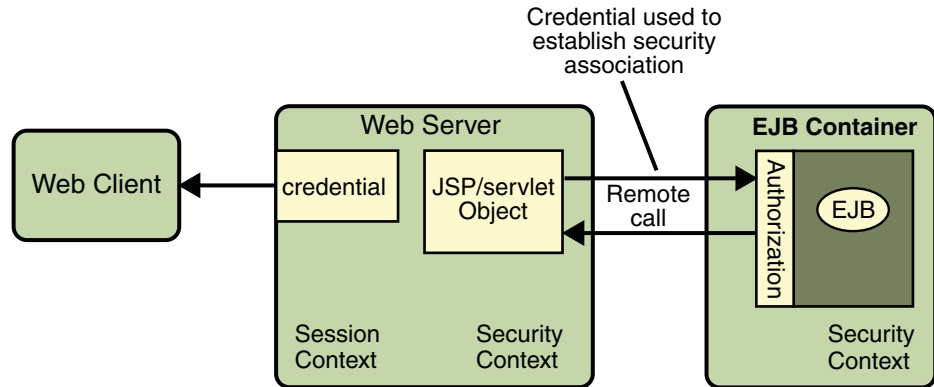 Credential used to
establish security
association
Web Client
Web Server
credential
JSP/servlet
Object
Session
Context
Security
Context
Remote
call
EJB Container
Authorization
EJB
Security
Context